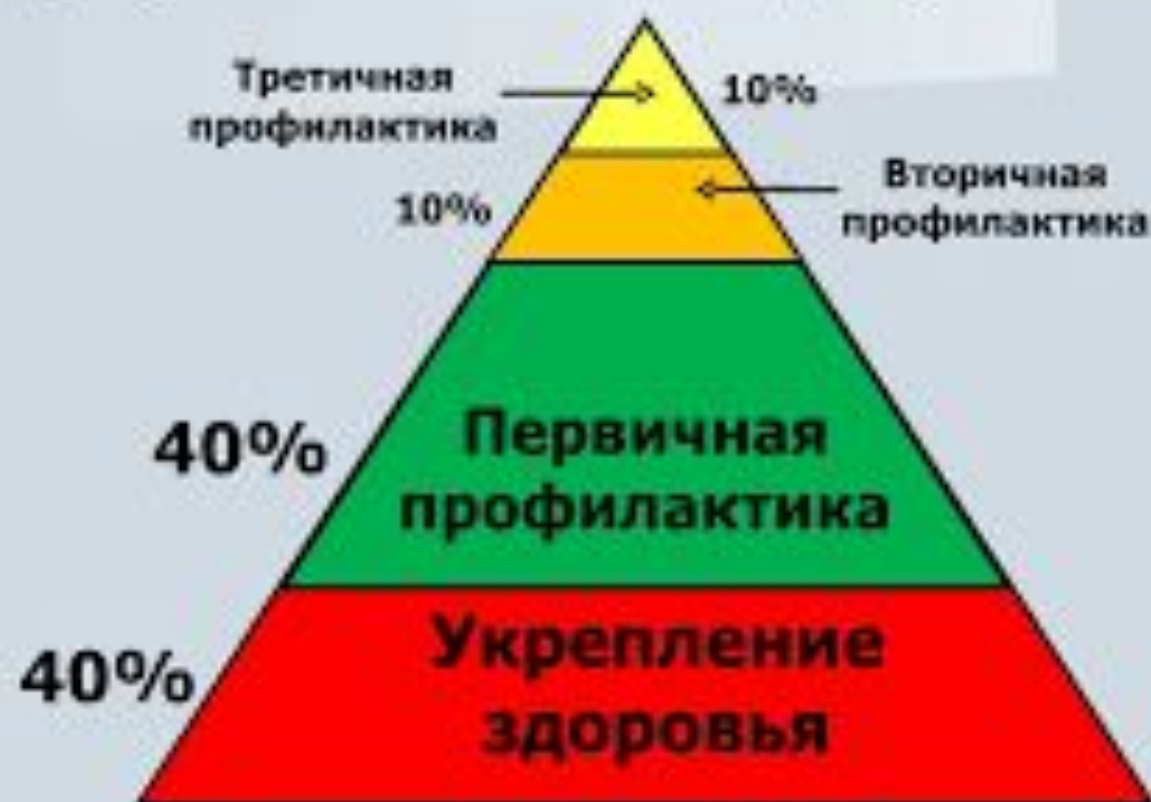 Третичная
профилактика
10%
Вторичная
профилактика
10%
40%
Первичная
профилактика
40%
Укрепление
здоровья